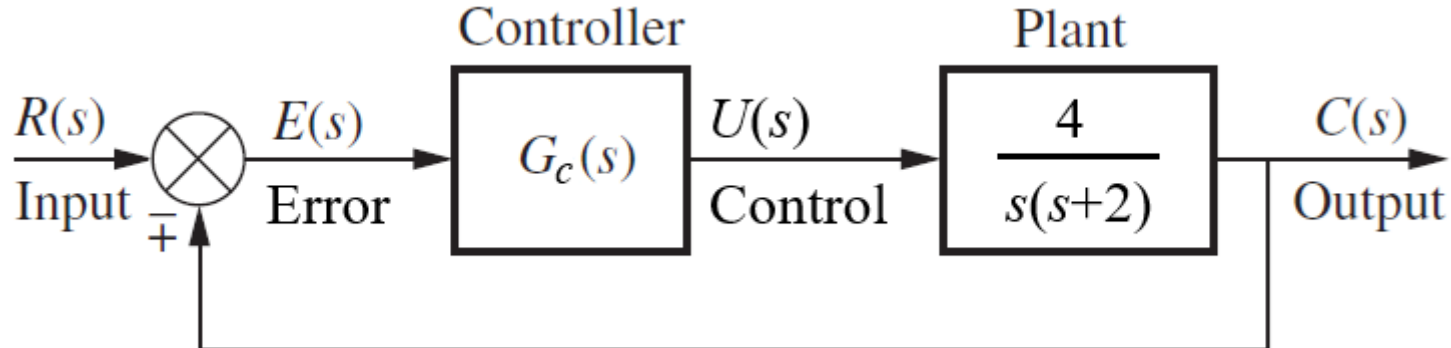 Controller
Plant
R(s)
Input
∓
E(s)
Error
G_c(s)
U(s)
Control
4
s(s+2)
C(s)
Output